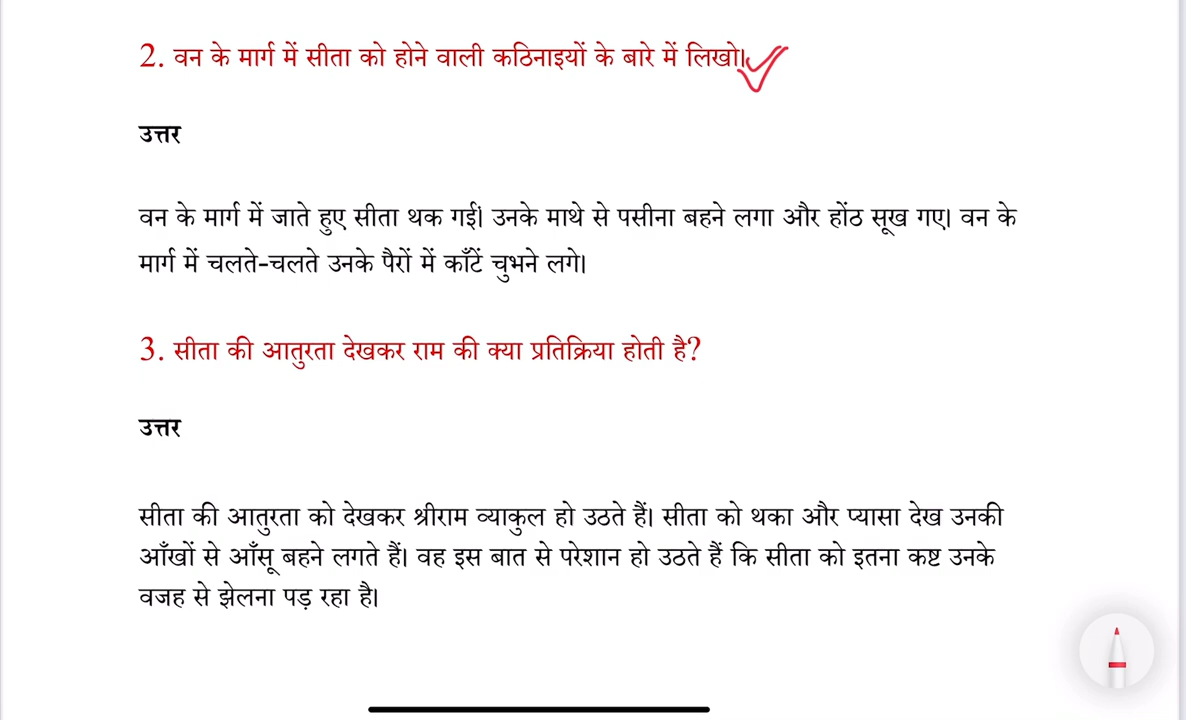 2. वन के मार्ग में सीता को होने वाली कठिनाइयों के बारे में लिखो।
उत्तर
वन के मार्ग में जाते हुए सीता थक गईं। उनके माथे से पसीना बहने लगा और होंठ सूख गए। वन के
मार्ग में चलते-चलते उनके पैरों में काँटें चुभने लगे।
3. सीता की आतुरता देखकर राम की क्या प्रतिक्रिया होती है?
उत्तर
सीता की आतुरता को देखकर श्रीराम व्याकुल हो उठते हैं। सीता को थका और प्यासा देख उनकी
आँखों से आँसू बहने लगते हैं। वह इस बात से परेशान हो उठते हैं कि सीता को इतना कष्ट उनके
वजह से झेलना पड़ रहा है।